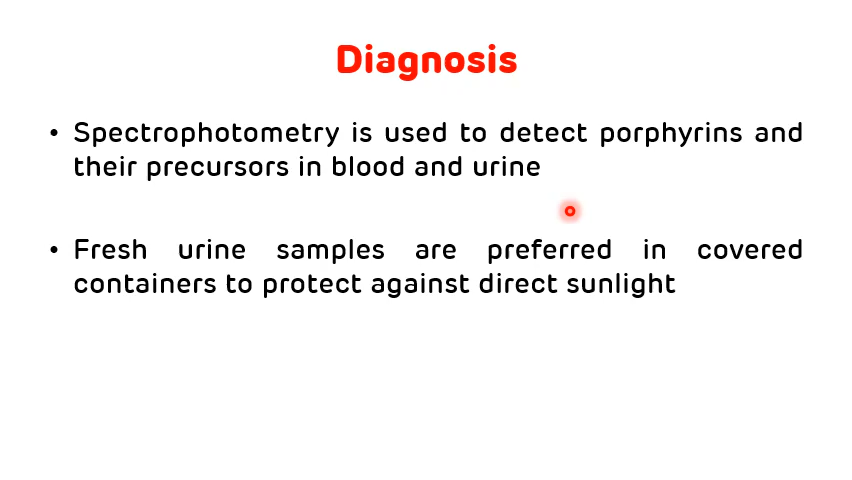 Diagnosis
• Spectrophotometry is used to detect porphyrins and
their precursors in blood and urine
• Fresh urine samples are preferred in covered
containers to protect against direct sunlight